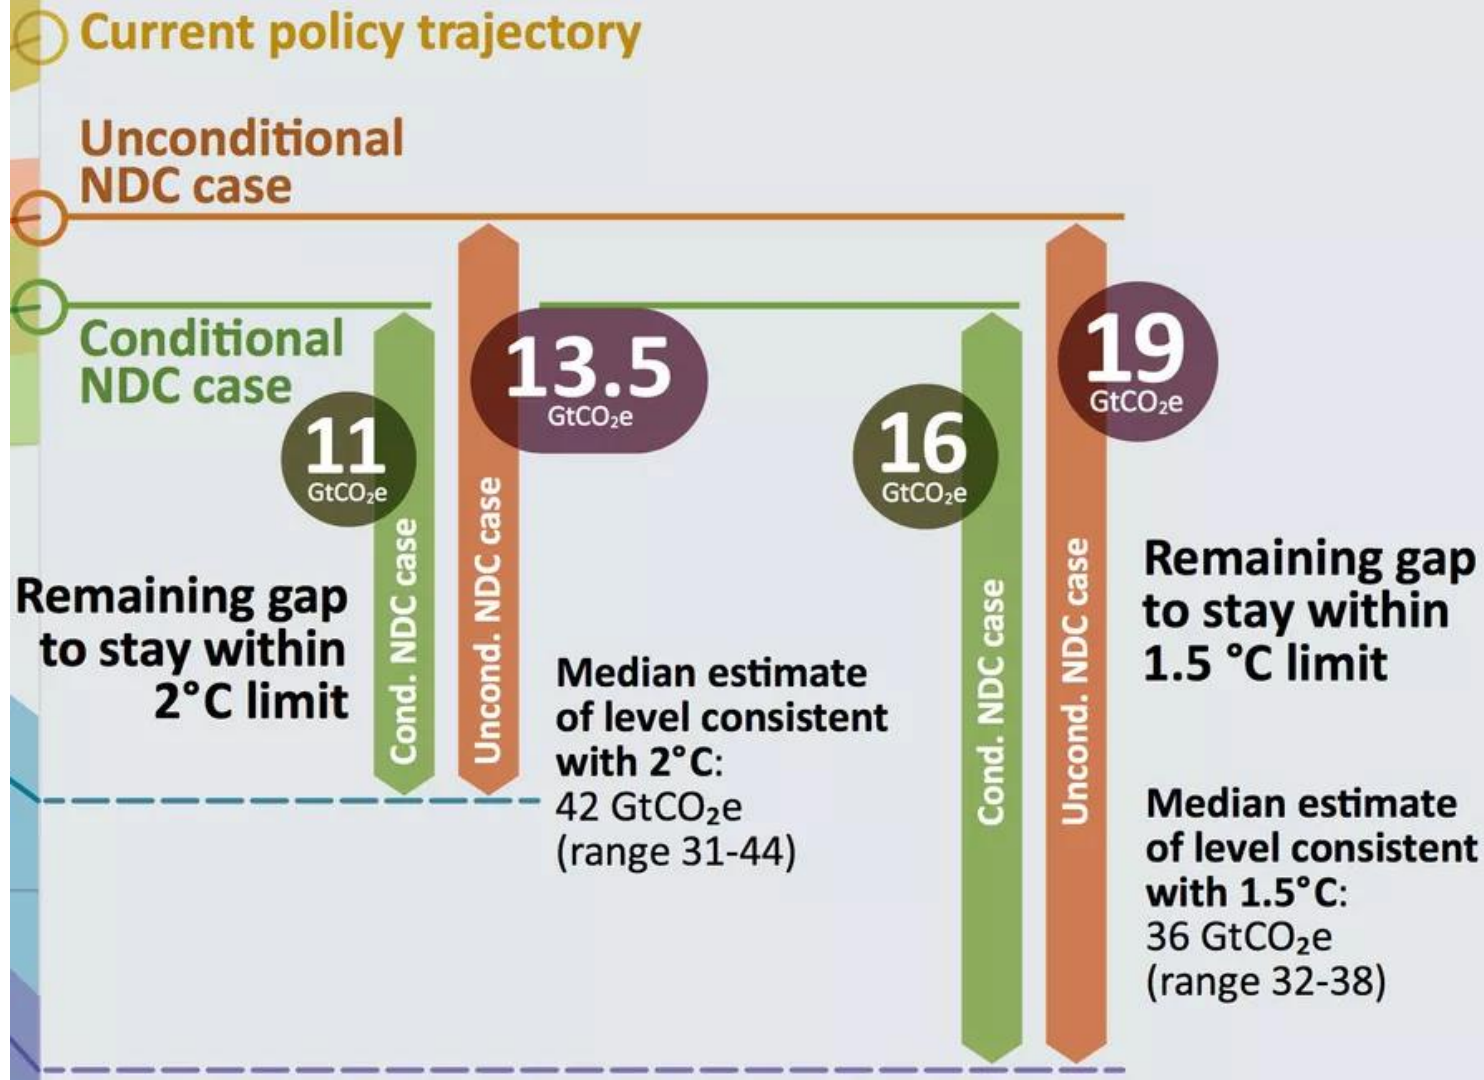 Current policy trajectory
Unconditional
NDC case
Conditional
NDC case
11
GtCO₂e
Cond. NDC case
13.5
GtCO₂e
Uncond. NDC case
Remaining gap
to stay within
2°C limit
Median estimate
of level consistent
with 2°C:
42 GtCO₂e
(range 31-44)
16
GtCO₂e
Cond. NDC case
19
GtCO₂e
Uncond. NDC case
Remaining gap
to stay within
1.5 °C limit
Median estimate
of level consistent
with 1.5°C:
36 GtCO₂e
(range 32-38)